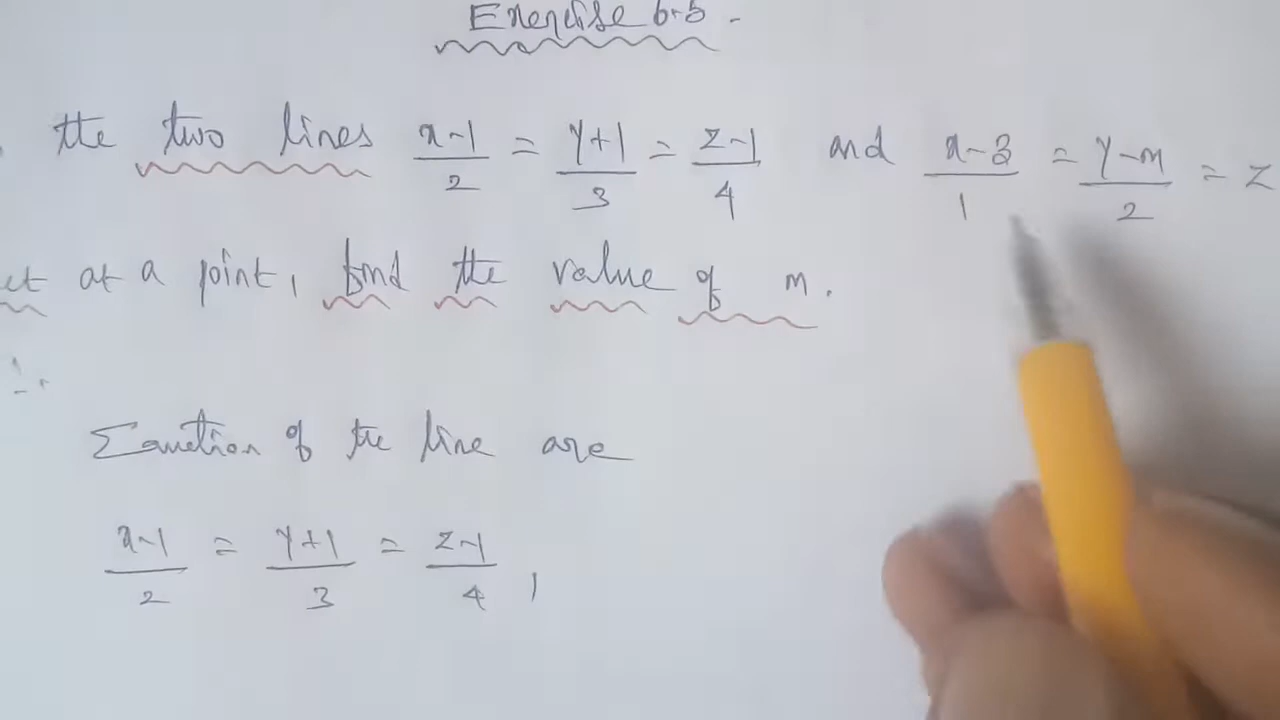 Exercise 6.5.
the two lines x-1/2 = y+1/3 = z-1/4 and x-3/1 = y-m/2 = z
et at a point, find the value of m.
Equation of the line are
x-1/2 = y+1/3 = z-1/4,